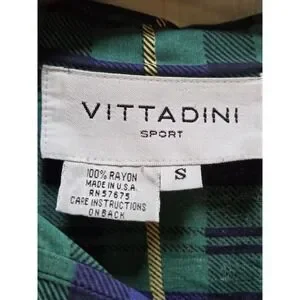 VITTADINI
SPORT
100% RAYON
MADE IN U.S.A.
RN 57675
CARE INSTRUCTIONS
ON BACK
S